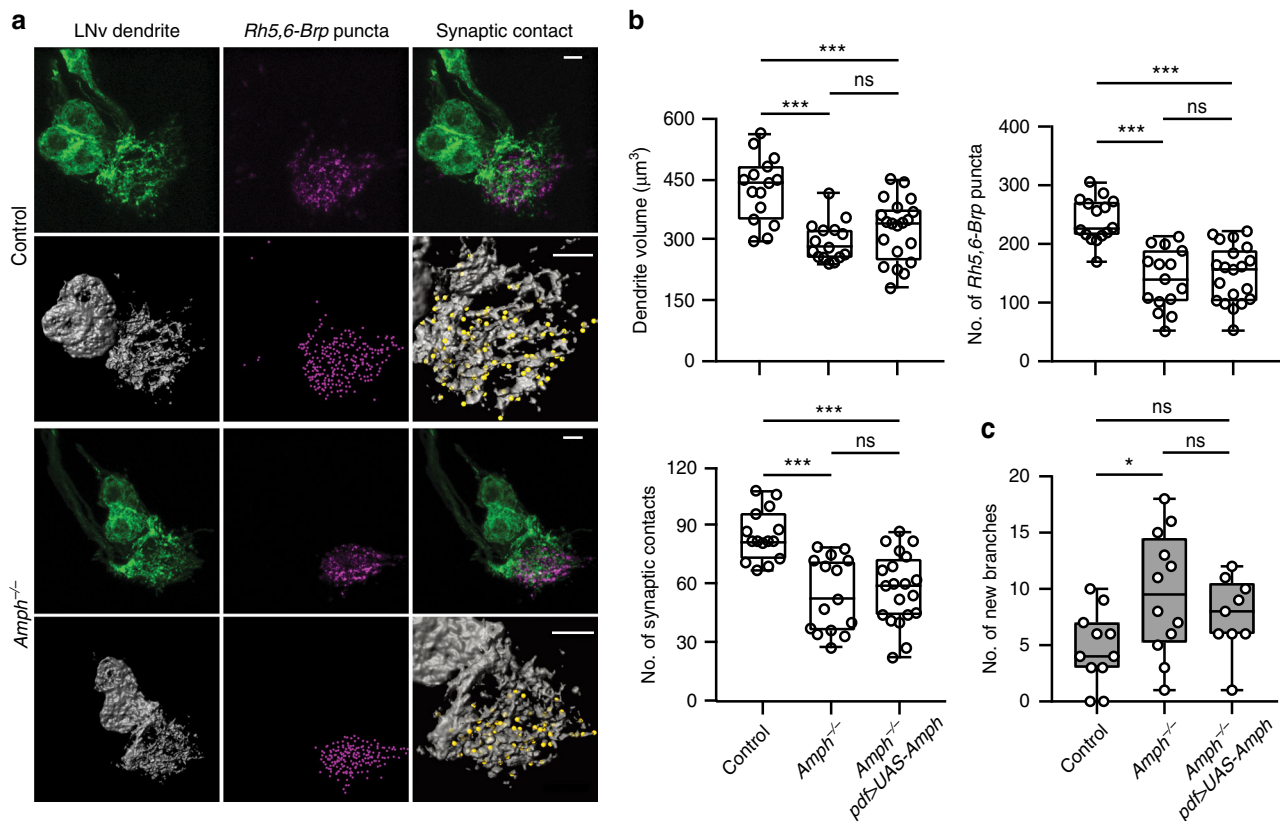 a
LNv dendrite
Rh5,6-Brp puncta
Synaptic contact
Control
Amph–/–
b
***
ns
***
Dendrite volume (μm3)
600
450
300
150
0
***
ns
***
No. of Rh5,6-Brp puncta
400
300
200
100
0
***
ns
***
No. of synaptic contacts
120
90
60
30
0
Control
Amph–/–
Amph–/–
pdf>UAS-Amph
c
ns
ns
*
No. of new branches
20
15
10
5
0
Control
Amph–/–
Amph–/–
pdf>UAS-Amph